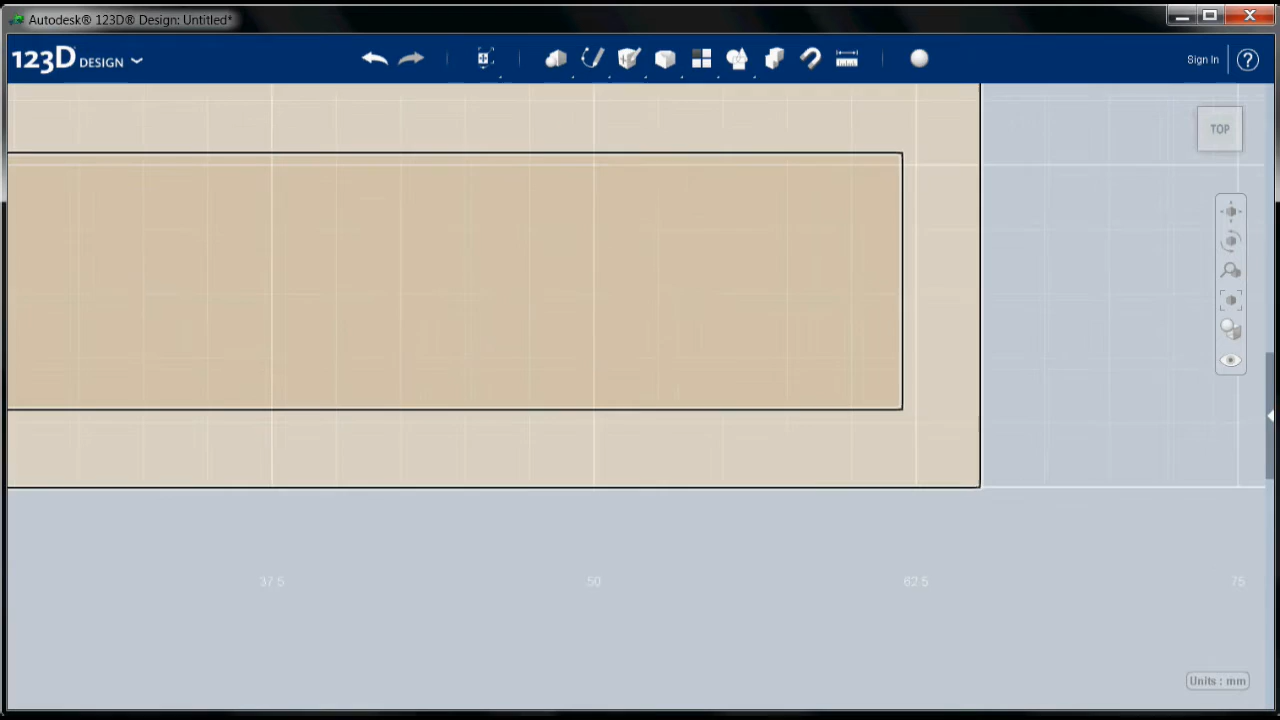 Autodesk® 123D® Design: Untitled*
123D DESIGN
Sign In
?
TOP
37.5
50
62.5
75
Units : mm